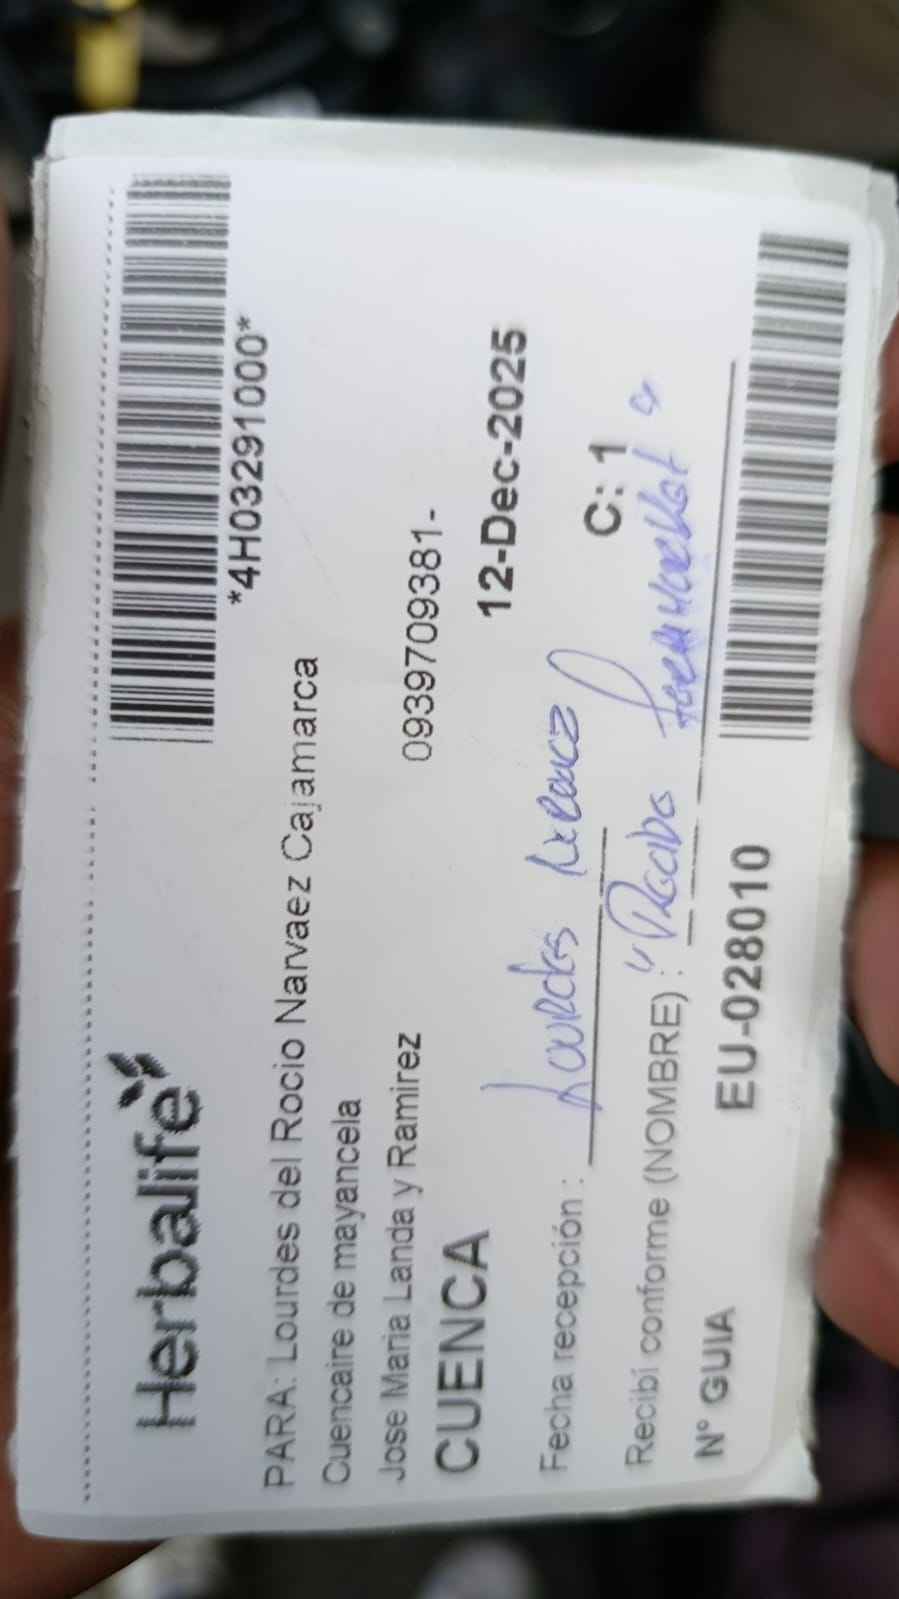 Herbalife
*4H03291000*
PARA: Lourdes del Rocio Narvaez Cajamarca
Cuencaire de mayancela
Jose Maria Landa y Ramirez 0939709381-
CUENCA 12-Dec-2025
Fecha recepción : Lourdes Narvaez
C: 1
Recibí conforme (NOMBRE) : "Recibo
N° GUIA EU-028010